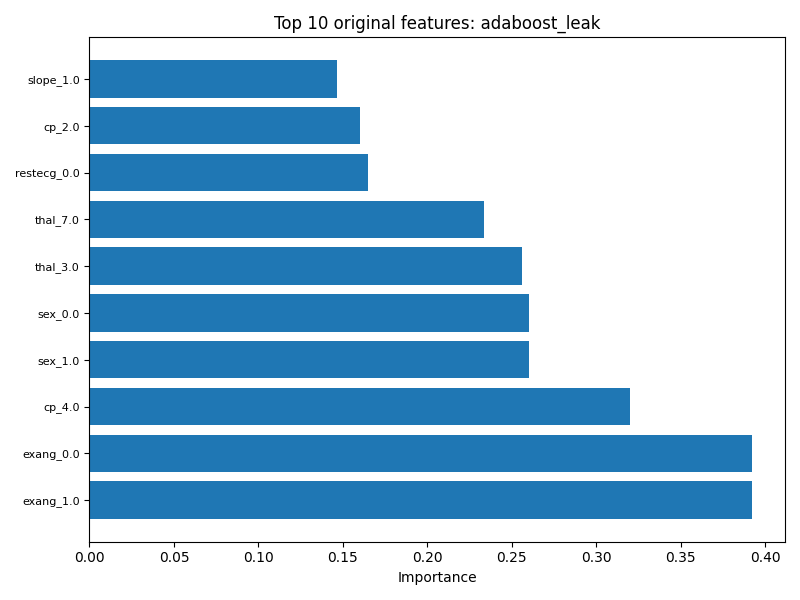 Top 10 original features: adaboost_leak
slope_1.0
cp_2.0
restecg_0.0
thal_7.0
thal_3.0
sex_0.0
sex_1.0
cp_4.0
exang_0.0
exang_1.0
0.00 0.05 0.10 0.15 0.20 0.25 0.30 0.35 0.40
Importance